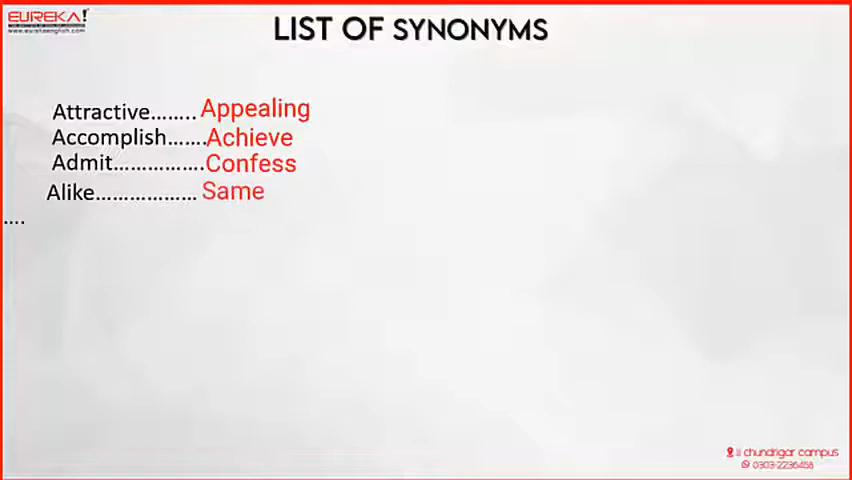 EUREKA!
www.eurekaenglish.com
LIST OF SYNONYMS
Attractive........ Appealing
Accomplish.......Achieve
Admit................Confess
Alike.................. Same
....
ii chundrigar campus
0303-2236458